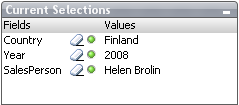 Current Selections
Fields Values
Country Finland
Year 2008
SalesPerson Helen Brolin